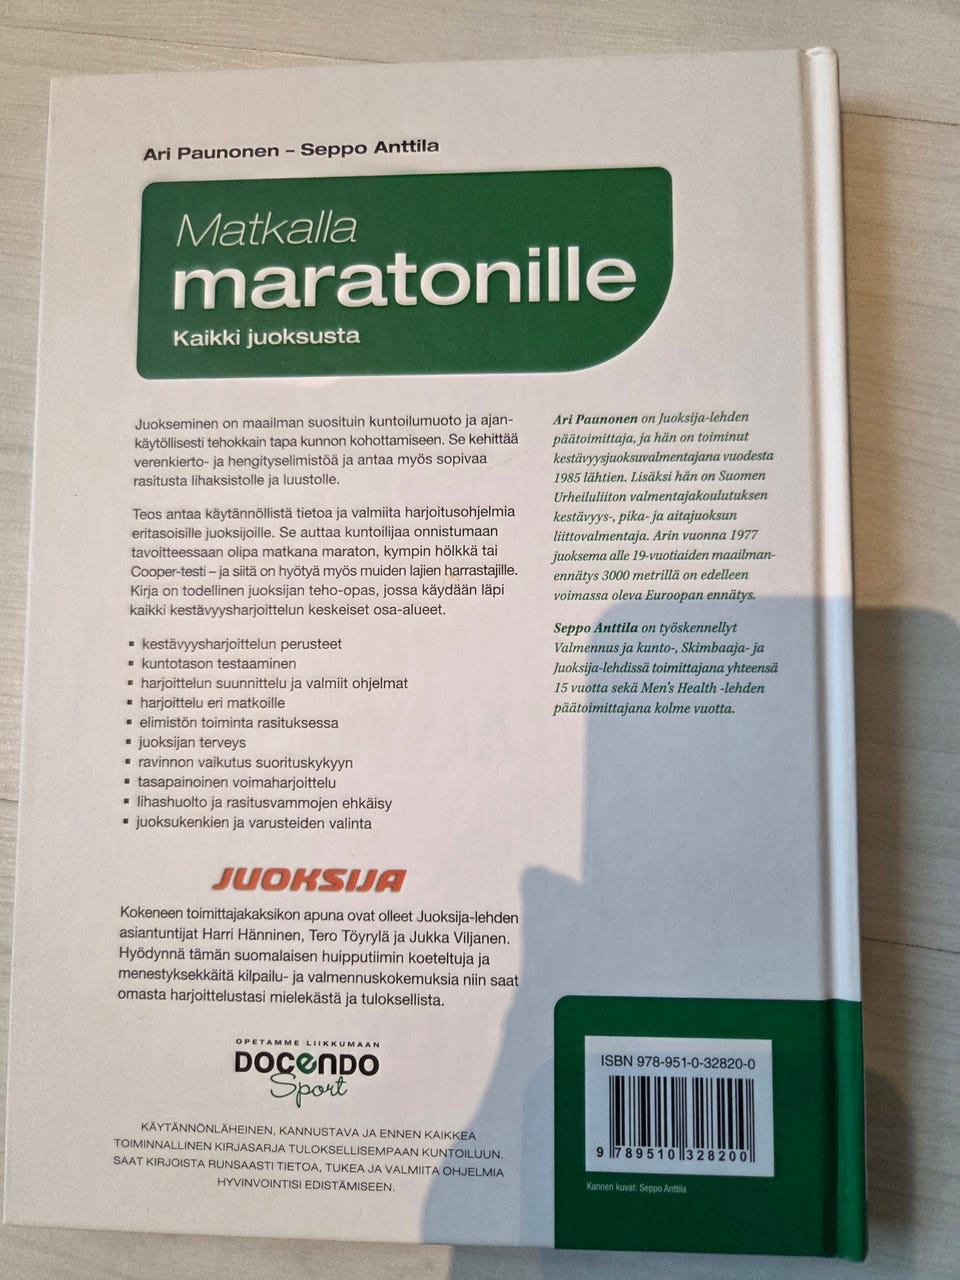 Ari Paunonen – Seppo Anttila
Matkalla
maratonille
Kaikki juoksusta
Juokseminen on maailman suosituin kuntoilumuoto ja ajan-
käytöllisesti tehokkain tapa kunnon kohottamiseen. Se kehittää
verenkierto- ja hengityselimistöä ja antaa myös sopivaa
rasitusta lihaksistolle ja luustolle.
Teos antaa käytännöllistä tietoa ja valmiita harjoitusohjelmia
eritasoisille juoksijoille. Se auttaa kuntoilijaa onnistumaan
tavoitteessaan olipa matkana maraton, kympin hölkkä tai
Cooper-testi – ja siitä on hyötyä myös muiden lajien harrastajille.
Kirja on todellinen juoksijan teho-opas, jossa käydään läpi
kaikki kestävyysharjoittelun keskeiset osa-alueet.
▪ kestävyysharjoittelun perusteet
▪ kuntotason testaaminen
▪ harjoittelun suunnittelu ja valmiit ohjelmat
▪ harjoittelu eri matkoille
▪ elimistön toiminta rasituksessa
▪ juoksijan terveys
▪ ravinnon vaikutus suorituskykyyn
▪ tasapainoinen voimaharjoittelu
▪ lihashuolto ja rasitusvammojen ehkäisy
▪ juoksukenkien ja varusteiden valinta
JUOKSIJA
Kokeneen toimittajakaksikon apuna ovat olleet Juoksija-lehden
asiantuntijat Harri Hänninen, Tero Töyrylä ja Jukka Viljanen.
Hyödynnä tämän suomalaisen huipputiimin koeteltuja ja
menestyksekkäitä kilpailu- ja valmennuskokemuksia niin saat
omasta harjoittelustasi mielekästä ja tuloksellista.
OPETAMME LIIKKUMAAN
DOCENDO
Sport
KÄYTÄNNÖNLÄHEINEN, KANNUSTAVA JA ENNEN KAIKKEA
TOIMINNALLINEN KIRJASARJA TULOKSELLISEMPAAN KUNTOILUUN.
SAAT KIRJOISTA RUNSAASTI TIETOA, TUKEA JA VALMIITA OHJELMIA
HYVINVOINTISI EDISTÄMISEEN.
Ari Paunonen on Juoksija-lehden
päätoimittaja, ja hän on toiminut
kestävyysjuoksuvalmentajana vuodesta
1985 lähtien. Lisäksi hän on Suomen
Urheiluliiton valmentajakoulutuksen
kestävyys-, pika- ja aitajuoksun
liittovalmentaja. Arin vuonna 1977
juoksema alle 19-vuotiaiden maailman-
ennätys 3000 metrillä on edelleen
voimassa oleva Euroopan ennätys.
Seppo Anttila on työskennellyt
Valmennus ja kunto-, Skimbaaja- ja
Juoksija-lehdissä toimittajana yhteensä
15 vuotta sekä Men's Health -lehden
päätoimittajana kolme vuotta.
ISBN 978-951-0-32820-0
9 789510 328200
Kannen kuvat: Seppo Anttila